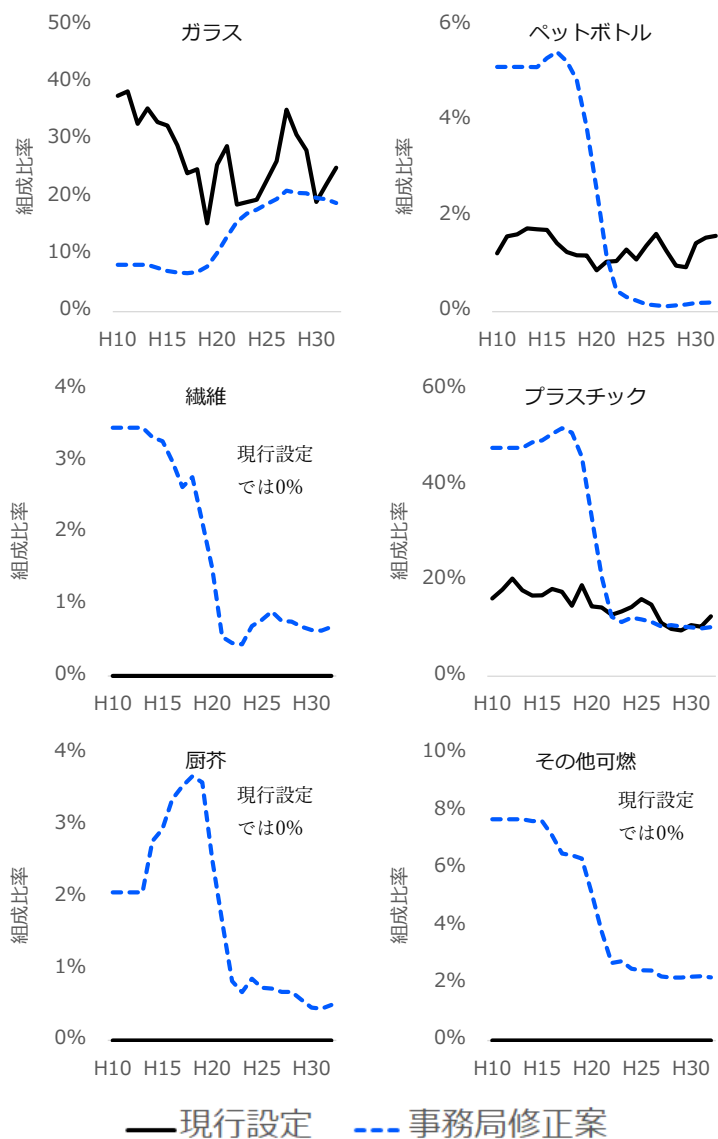 ガラス
50%
40%
30%
20%
10%
0%
組成比率
H10 H15 H20 H25 H30
ペットボトル
6%
4%
2%
0%
組成比率
H10 H15 H20 H25 H30
繊維
4%
3%
2%
1%
0%
組成比率
現行設定
では0%
H10 H15 H20 H25 H30
プラスチック
60%
40%
20%
0%
組成比率
H10 H15 H20 H25 H30
厨芥
4%
3%
2%
1%
0%
組成比率
現行設定
では0%
H10 H15 H20 H25 H30
その他可燃
10%
8%
6%
4%
2%
0%
組成比率
現行設定
では0%
H10 H15 H20 H25 H30
現行設定 事務局修正案